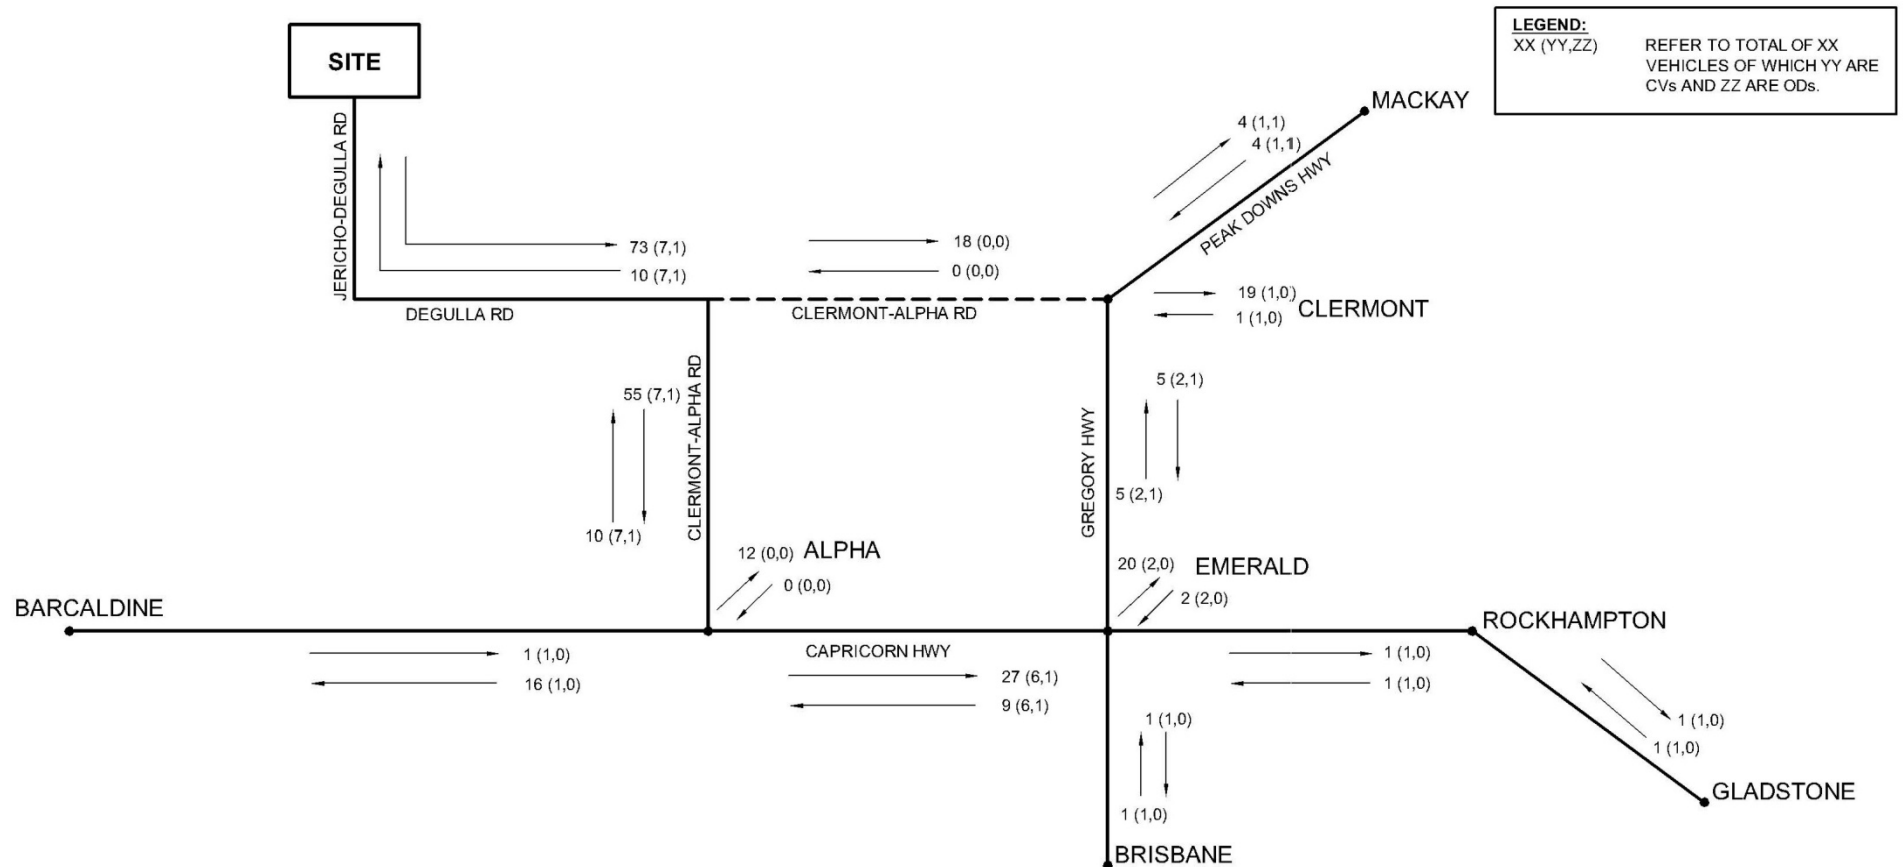 LEGEND:
XX (YY,ZZ) REFER TO TOTAL OF XX
VEHICLES OF WHICH YY ARE
CVs AND ZZ ARE ODs.
SITE
MACKAY
4 (1,1)
4 (1,1)
PEAK DOWNS HWY
JERICHO-DEGULLA RD
73 (7,1)
10 (7,1)
18 (0,0)
0 (0,0)
DEGULLA RD
CLERMONT-ALPHA RD
19 (1,0)
1 (1,0)
CLERMONT
55 (7,1)
10 (7,1)
CLERMONT-ALPHA RD
5 (2,1)
5 (2,1)
GREGORY HWY
12 (0,0)
ALPHA
0 (0,0)
20 (2,0)
EMERALD
2 (2,0)
BARCALDINE
ROCKHAMPTON
1 (1,0)
16 (1,0)
CAPRICORN HWY
27 (6,1)
9 (6,1)
1 (1,0)
1 (1,0)
1 (1,0)
1 (1,0)
1 (1,0)
1 (1,0)
GLADSTONE
BRISBANE